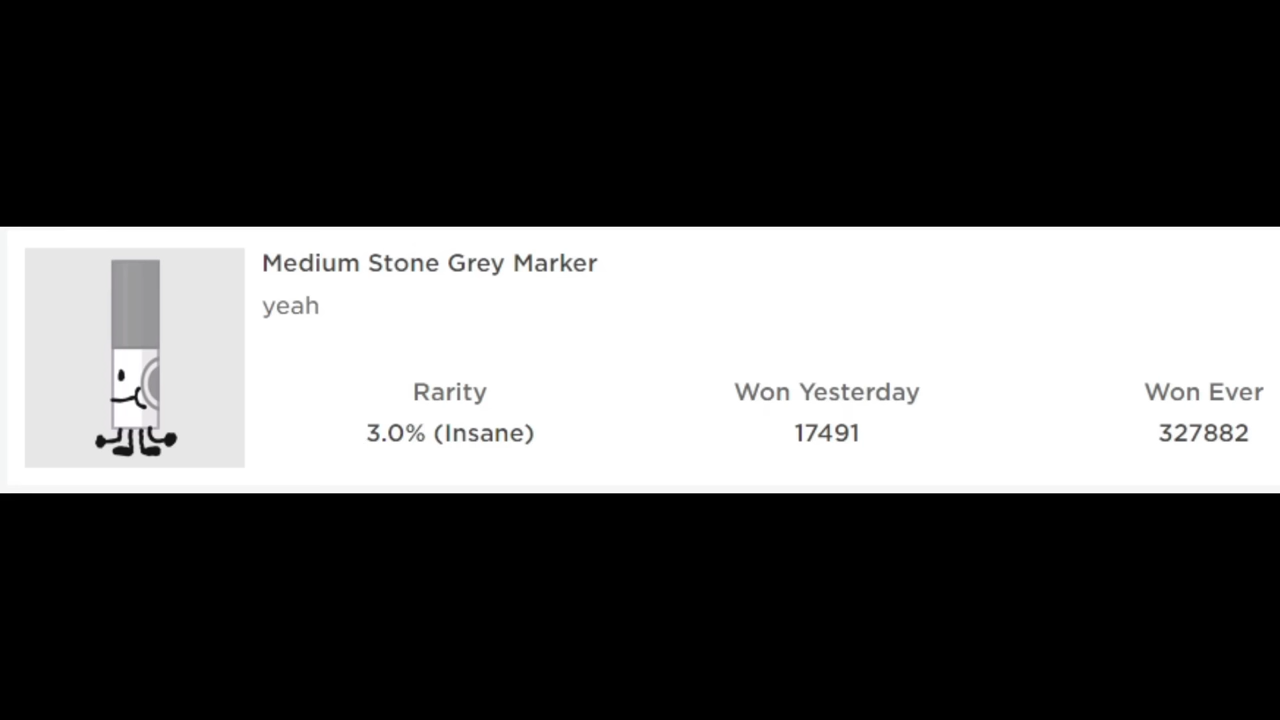 Medium Stone Grey Marker
yeah
Rarity Won Yesterday Won Ever
3.0% (Insane) 17491 327882